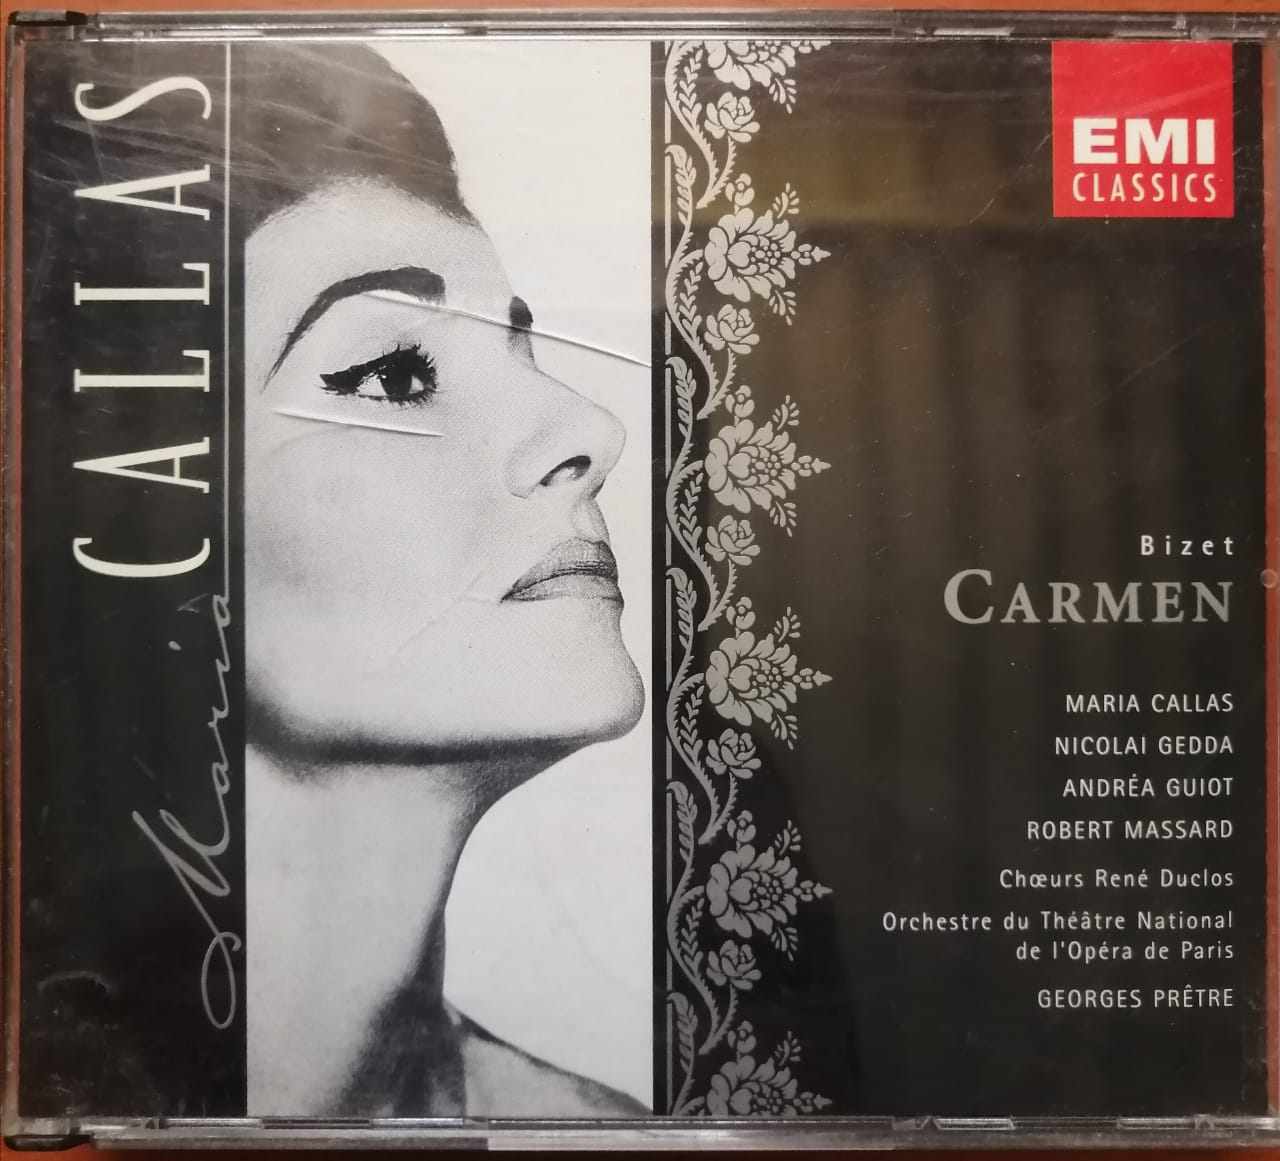 Maria CALLAS
EMI
CLASSICS
Bizet
CARMEN
MARIA CALLAS
NICOLAI GEDDA
ANDRÉA GUIOT
ROBERT MASSARD
Chœurs René Duclos
Orchestre du Théâtre National
de l'Opéra de Paris
GEORGES PRÊTRE